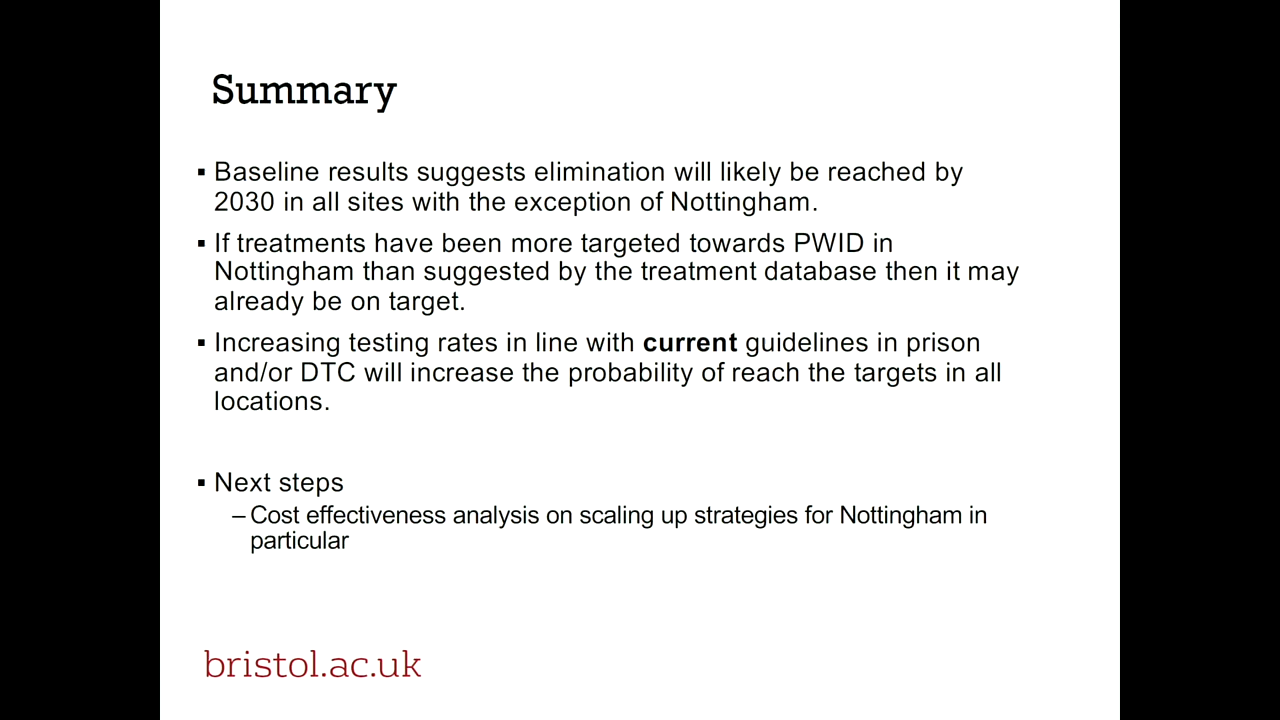 Summary
▪ Baseline results suggests elimination will likely be reached by
2030 in all sites with the exception of Nottingham.
▪ If treatments have been more targeted towards PWID in
Nottingham than suggested by the treatment database then it may
already be on target.
▪ Increasing testing rates in line with current guidelines in prison
and/or DTC will increase the probability of reach the targets in all
locations.
▪ Next steps
– Cost effectiveness analysis on scaling up strategies for Nottingham in
particular
bristol.ac.uk